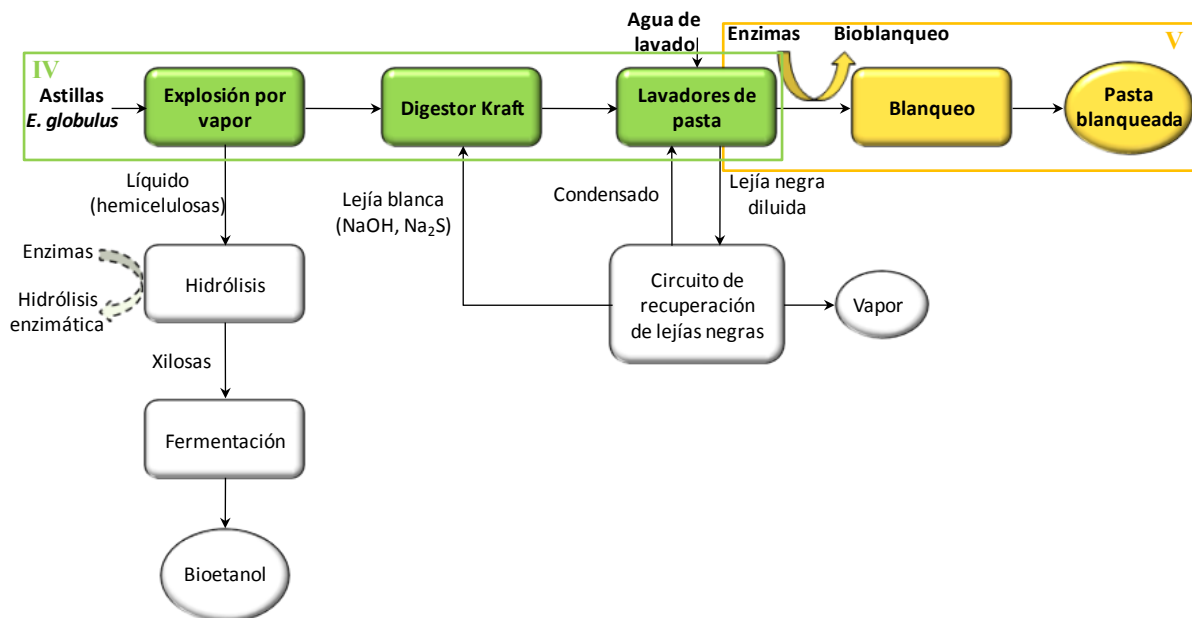 Agua de
lavado
Enzimas
Bioblanqueo
V
IV
Astillas
E. globulus
Explosión por
vapor
Digestor Kraft
Lavadores de
pasta
Blanqueo
Pasta
blanqueada
Líquido
(hemicelulosas)
Lejía blanca
(NaOH, Na₂S)
Condensado
Lejía negra
diluida
Enzimas
Hidrólisis
enzimática
Hidrólisis
Circuito de
recuperación
de lejías negras
Vapor
Xilosas
Fermentación
Bioetanol